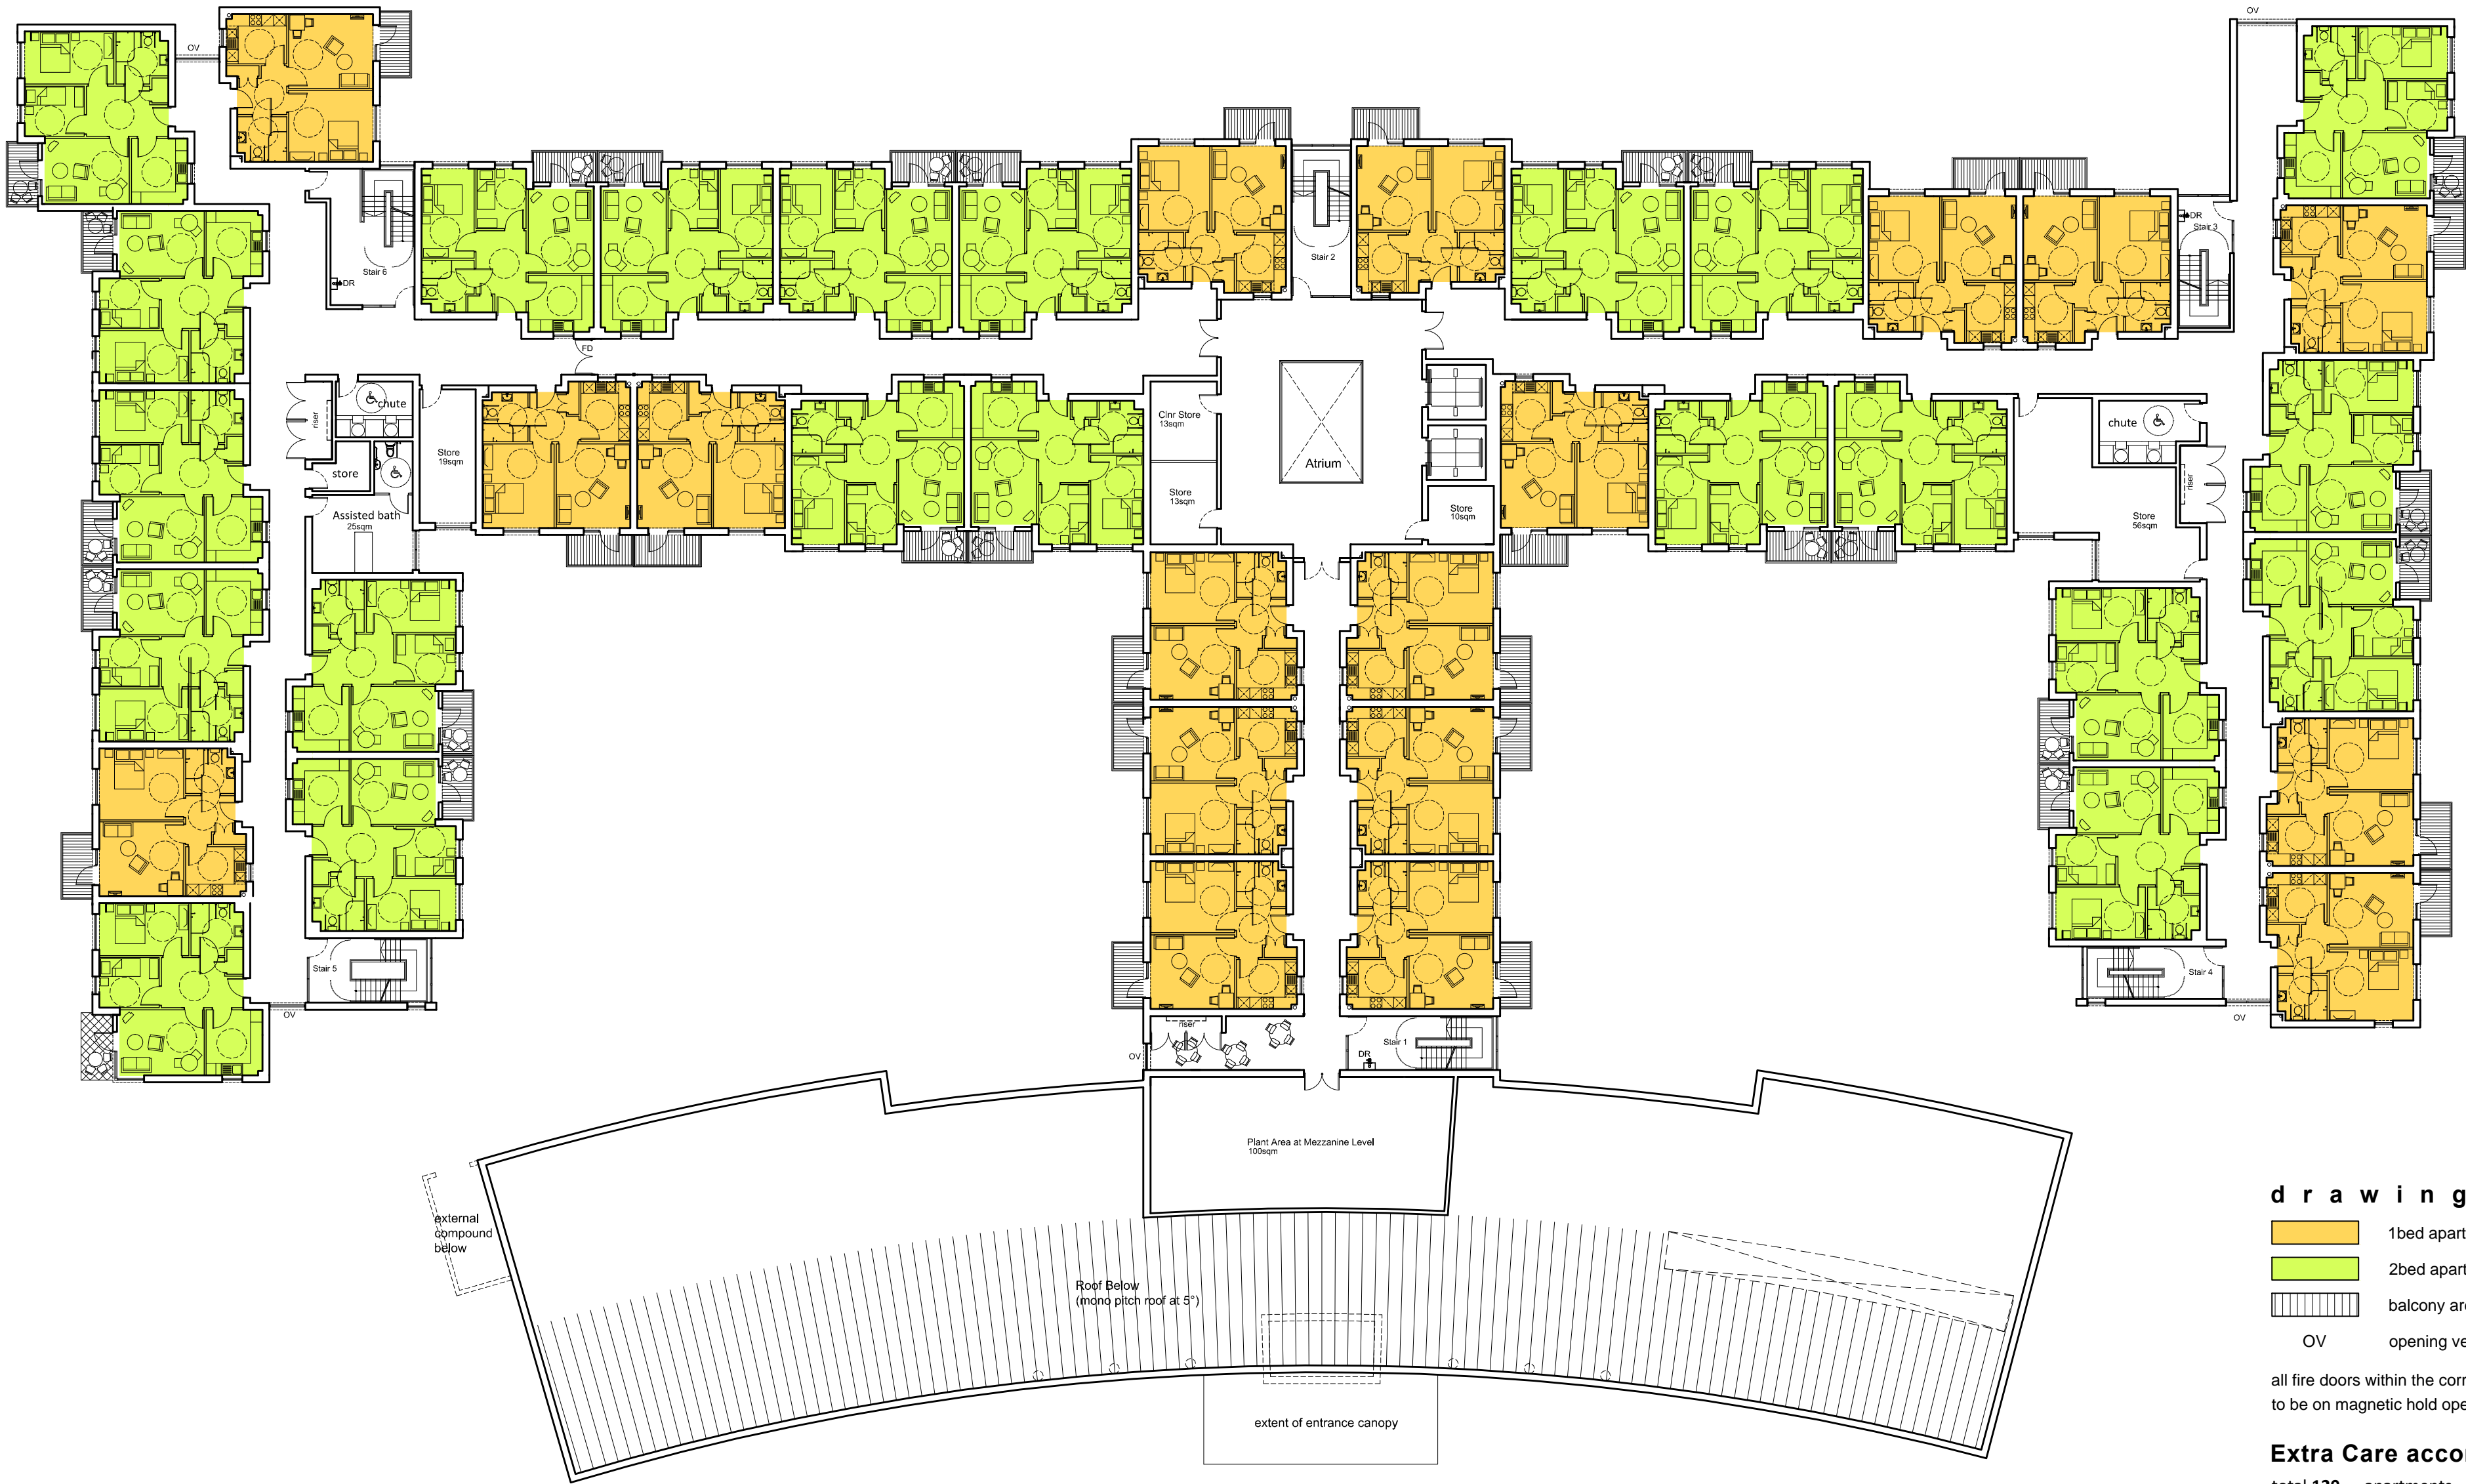 OV
OV
DR
Stair 3
Stair 2
Stair 6
DR
FD
chute
riser
Store
19sqm
store
Assisted bath
25sqm
Clnr Store
13sqm
Store
13sqm
Atrium
Store
10sqm
chute
riser
Store
56sqm
Stair 5
OV
Stair 4
OV
riser
OV
Stair 1
DR
Plant Area at Mezzanine Level
100sqm
external
compound
below
Roof Below
(mono pitch roof at 5°)
extent of entrance canopy
d r a w i n g
1bed apart
2bed apart
balcony are
OV opening ve
all fire doors within the corr
to be on magnetic hold ope
Extra Care acco